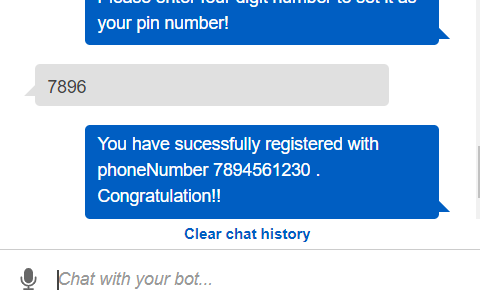 Please enter four digit number to set it as
your pin number!
7896
You have sucessfully registered with
phoneNumber 7894561230 .
Congratulation!!
Clear chat history
Chat with your bot...